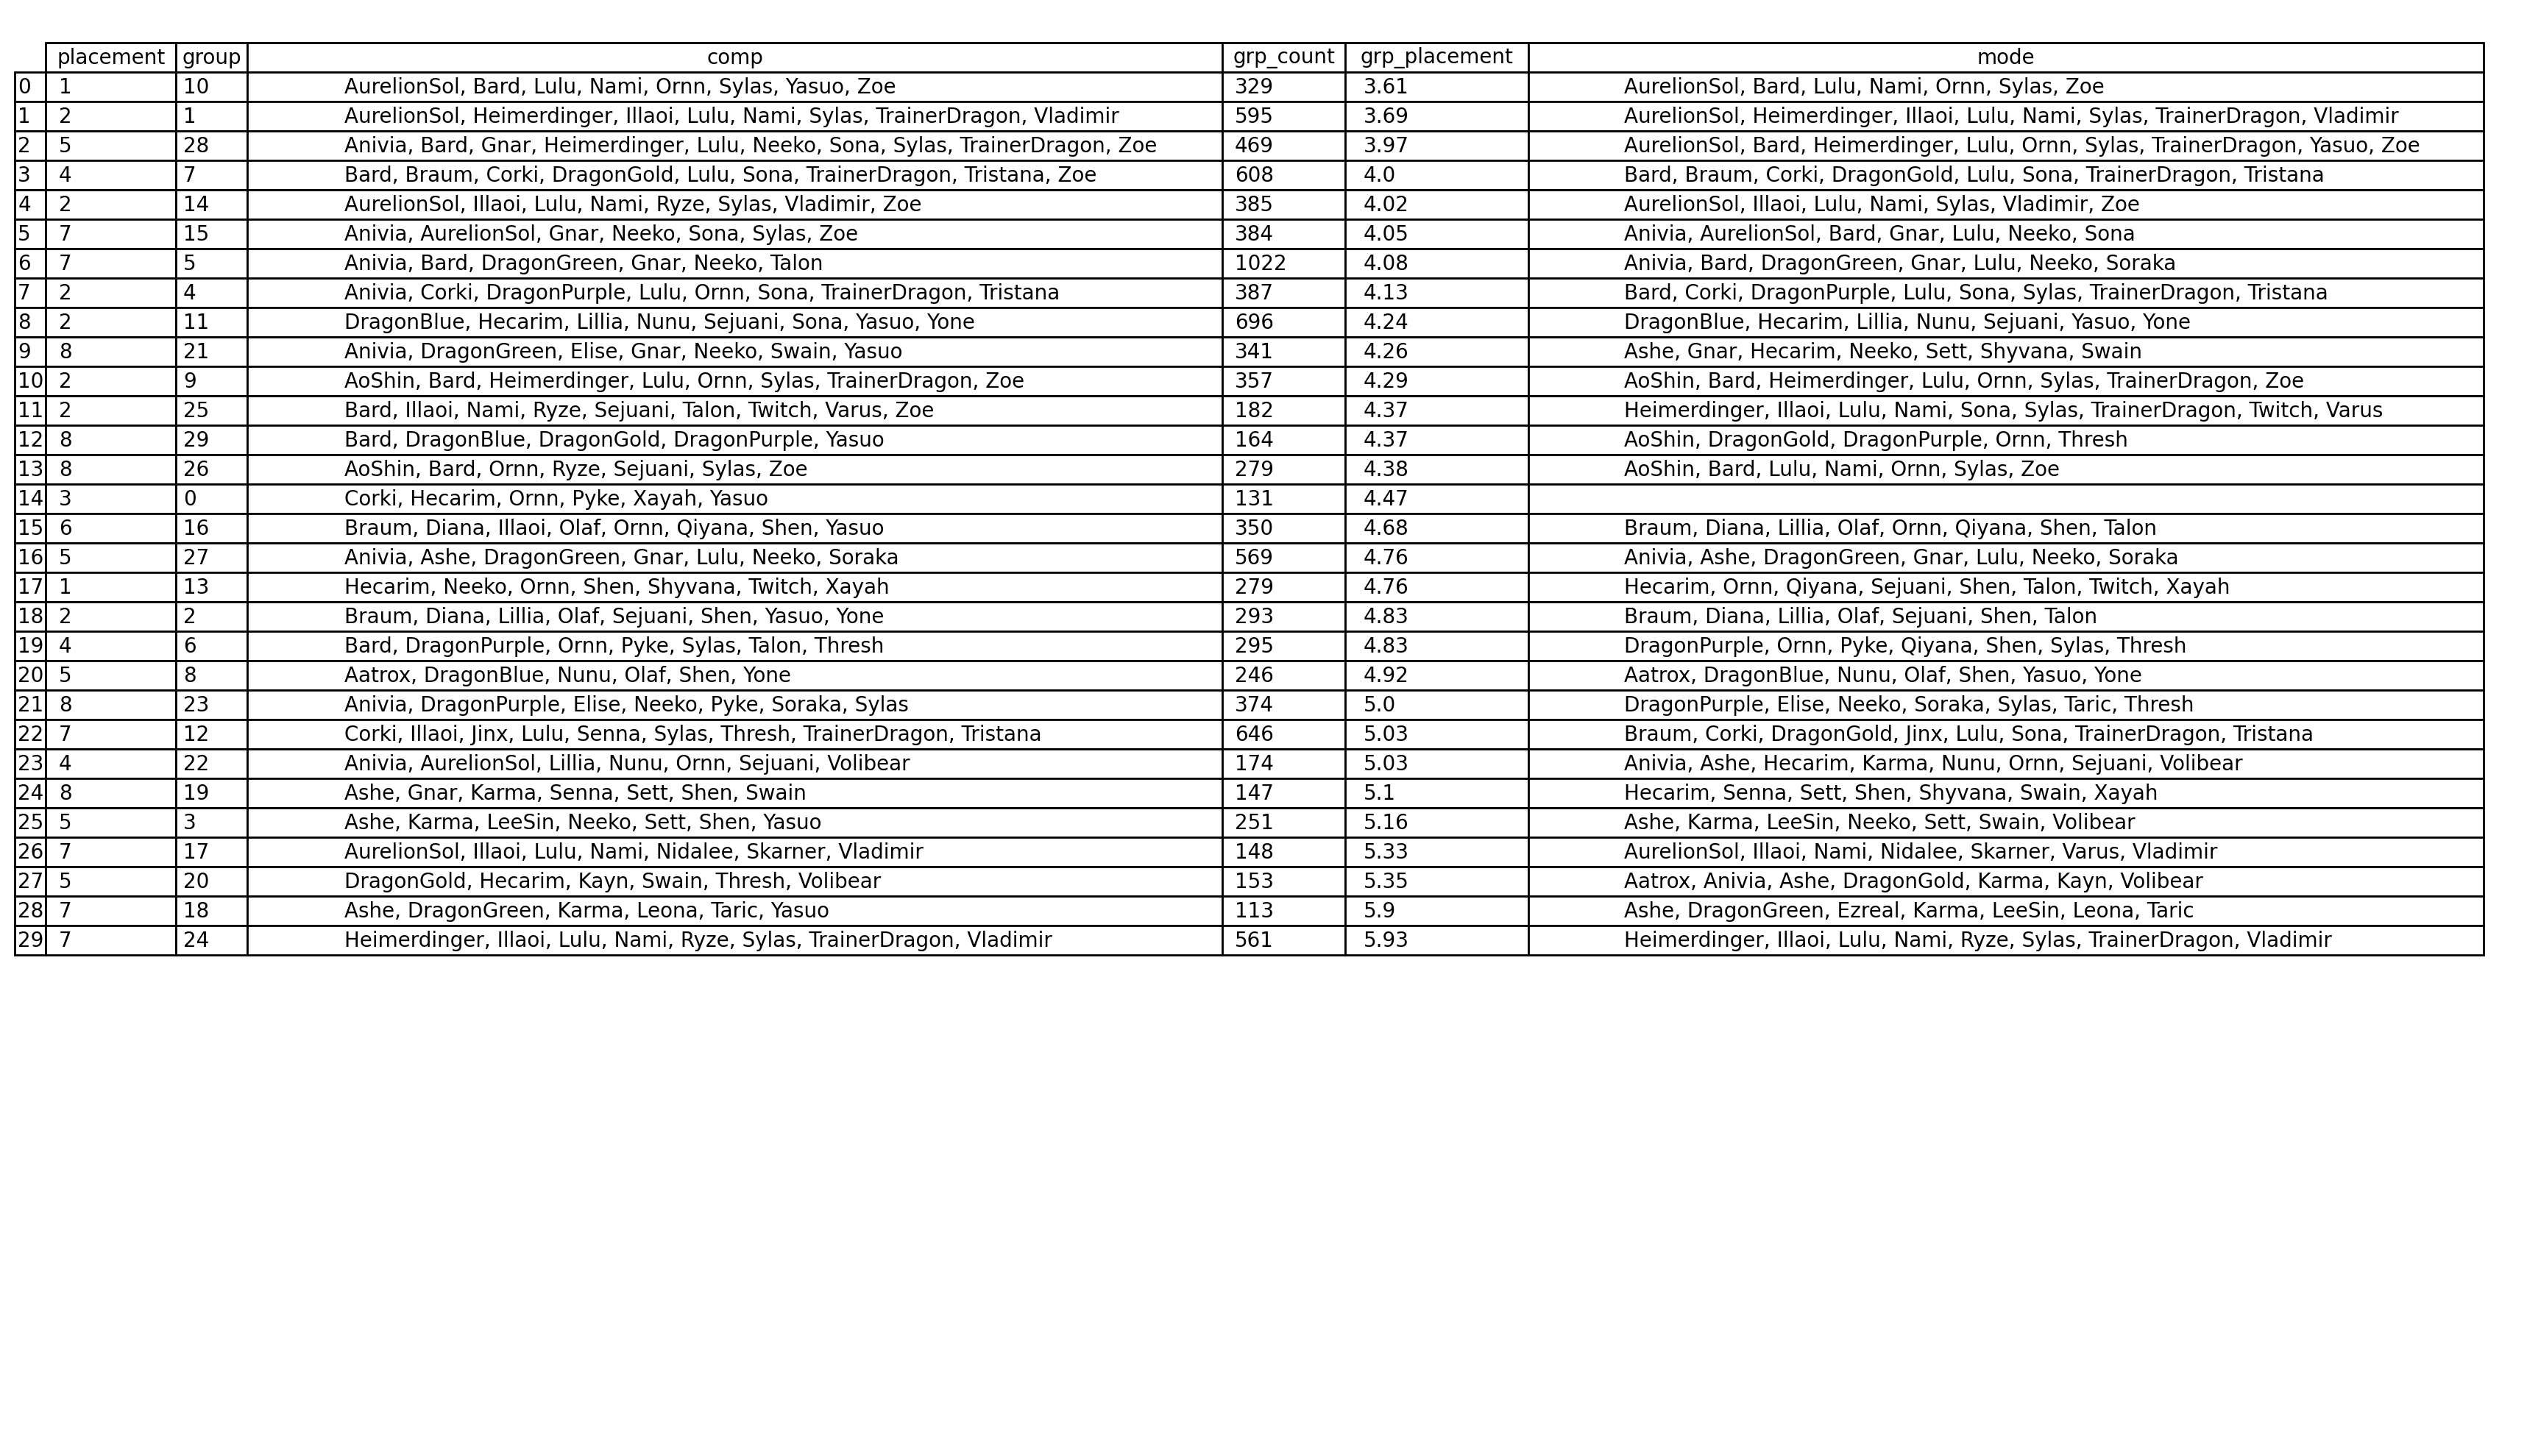 placement group comp grp_count grp_placement mode
0 1 10 AurelionSol, Bard, Lulu, Nami, Ornn, Sylas, Yasuo, Zoe 329 3.61 AurelionSol, Bard, Lulu, Nami, Ornn, Sylas, Zoe
1 2 1 AurelionSol, Heimerdinger, Illaoi, Lulu, Nami, Sylas, TrainerDragon, Vladimir 595 3.69 AurelionSol, Heimerdinger, Illaoi, Lulu, Nami, Sylas, TrainerDragon, Vladimir
2 5 28 Anivia, Bard, Gnar, Heimerdinger, Lulu, Neeko, Sona, Sylas, TrainerDragon, Zoe 469 3.97 AurelionSol, Bard, Heimerdinger, Lulu, Ornn, Sylas, TrainerDragon, Yasuo, Zoe
3 4 7 Bard, Braum, Corki, DragonGold, Lulu, Sona, TrainerDragon, Tristana, Zoe 608 4.0 Bard, Braum, Corki, DragonGold, Lulu, Sona, TrainerDragon, Tristana
4 2 14 AurelionSol, Illaoi, Lulu, Nami, Ryze, Sylas, Vladimir, Zoe 385 4.02 AurelionSol, Illaoi, Lulu, Nami, Sylas, Vladimir, Zoe
5 7 15 Anivia, AurelionSol, Gnar, Neeko, Sona, Sylas, Zoe 384 4.05 Anivia, AurelionSol, Bard, Gnar, Lulu, Neeko, Sona
6 7 5 Anivia, Bard, DragonGreen, Gnar, Neeko, Talon 1022 4.08 Anivia, Bard, DragonGreen, Gnar, Lulu, Neeko, Soraka
7 2 4 Anivia, Corki, DragonPurple, Lulu, Ornn, Sona, TrainerDragon, Tristana 387 4.13 Bard, Corki, DragonPurple, Lulu, Sona, Sylas, TrainerDragon, Tristana
8 2 11 DragonBlue, Hecarim, Lillia, Nunu, Sejuani, Sona, Yasuo, Yone 696 4.24 DragonBlue, Hecarim, Lillia, Nunu, Sejuani, Yasuo, Yone
9 8 21 Anivia, DragonGreen, Elise, Gnar, Neeko, Swain, Yasuo 341 4.26 Ashe, Gnar, Hecarim, Neeko, Sett, Shyvana, Swain
10 2 9 AoShin, Bard, Heimerdinger, Lulu, Ornn, Sylas, TrainerDragon, Zoe 357 4.29 AoShin, Bard, Heimerdinger, Lulu, Ornn, Sylas, TrainerDragon, Zoe
11 2 25 Bard, Illaoi, Nami, Ryze, Sejuani, Talon, Twitch, Varus, Zoe 182 4.37 Heimerdinger, Illaoi, Lulu, Nami, Sona, Sylas, TrainerDragon, Twitch, Varus
12 8 29 Bard, DragonBlue, DragonGold, DragonPurple, Yasuo 164 4.37 AoShin, DragonGold, DragonPurple, Ornn, Thresh
13 8 26 AoShin, Bard, Ornn, Ryze, Sejuani, Sylas, Zoe 279 4.38 AoShin, Bard, Lulu, Nami, Ornn, Sylas, Zoe
14 3 0 Corki, Hecarim, Ornn, Pyke, Xayah, Yasuo 131 4.47
15 6 16 Braum, Diana, Illaoi, Olaf, Ornn, Qiyana, Shen, Yasuo 350 4.68 Braum, Diana, Lillia, Olaf, Ornn, Qiyana, Shen, Talon
16 5 27 Anivia, Ashe, DragonGreen, Gnar, Lulu, Neeko, Soraka 569 4.76 Anivia, Ashe, DragonGreen, Gnar, Lulu, Neeko, Soraka
17 1 13 Hecarim, Neeko, Ornn, Shen, Shyvana, Twitch, Xayah 279 4.76 Hecarim, Ornn, Qiyana, Sejuani, Shen, Talon, Twitch, Xayah
18 2 2 Braum, Diana, Lillia, Olaf, Sejuani, Shen, Yasuo, Yone 293 4.83 Braum, Diana, Lillia, Olaf, Sejuani, Shen, Talon
19 4 6 Bard, DragonPurple, Ornn, Pyke, Sylas, Talon, Thresh 295 4.83 DragonPurple, Ornn, Pyke, Qiyana, Shen, Sylas, Thresh
20 5 8 Aatrox, DragonBlue, Nunu, Olaf, Shen, Yone 246 4.92 Aatrox, DragonBlue, Nunu, Olaf, Shen, Yasuo, Yone
21 8 23 Anivia, DragonPurple, Elise, Neeko, Pyke, Soraka, Sylas 374 5.0 DragonPurple, Elise, Neeko, Soraka, Sylas, Taric, Thresh
22 7 12 Corki, Illaoi, Jinx, Lulu, Senna, Sylas, Thresh, TrainerDragon, Tristana 646 5.03 Braum, Corki, DragonGold, Jinx, Lulu, Sona, TrainerDragon, Tristana
23 4 22 Anivia, AurelionSol, Lillia, Nunu, Ornn, Sejuani, Volibear 174 5.03 Anivia, Ashe, Hecarim, Karma, Nunu, Ornn, Sejuani, Volibear
24 8 19 Ashe, Gnar, Karma, Senna, Sett, Shen, Swain 147 5.1 Hecarim, Senna, Sett, Shen, Shyvana, Swain, Xayah
25 5 3 Ashe, Karma, LeeSin, Neeko, Sett, Shen, Yasuo 251 5.16 Ashe, Karma, LeeSin, Neeko, Sett, Swain, Volibear
26 7 17 AurelionSol, Illaoi, Lulu, Nami, Nidalee, Skarner, Vladimir 148 5.33 AurelionSol, Illaoi, Nami, Nidalee, Skarner, Varus, Vladimir
27 5 20 DragonGold, Hecarim, Kayn, Swain, Thresh, Volibear 153 5.35 Aatrox, Anivia, Ashe, DragonGold, Karma, Kayn, Volibear
28 7 18 Ashe, DragonGreen, Karma, Leona, Taric, Yasuo 113 5.9 Ashe, DragonGreen, Ezreal, Karma, LeeSin, Leona, Taric
29 7 24 Heimerdinger, Illaoi, Lulu, Nami, Ryze, Sylas, TrainerDragon, Vladimir 561 5.93 Heimerdinger, Illaoi, Lulu, Nami, Ryze, Sylas, TrainerDragon, Vladimir